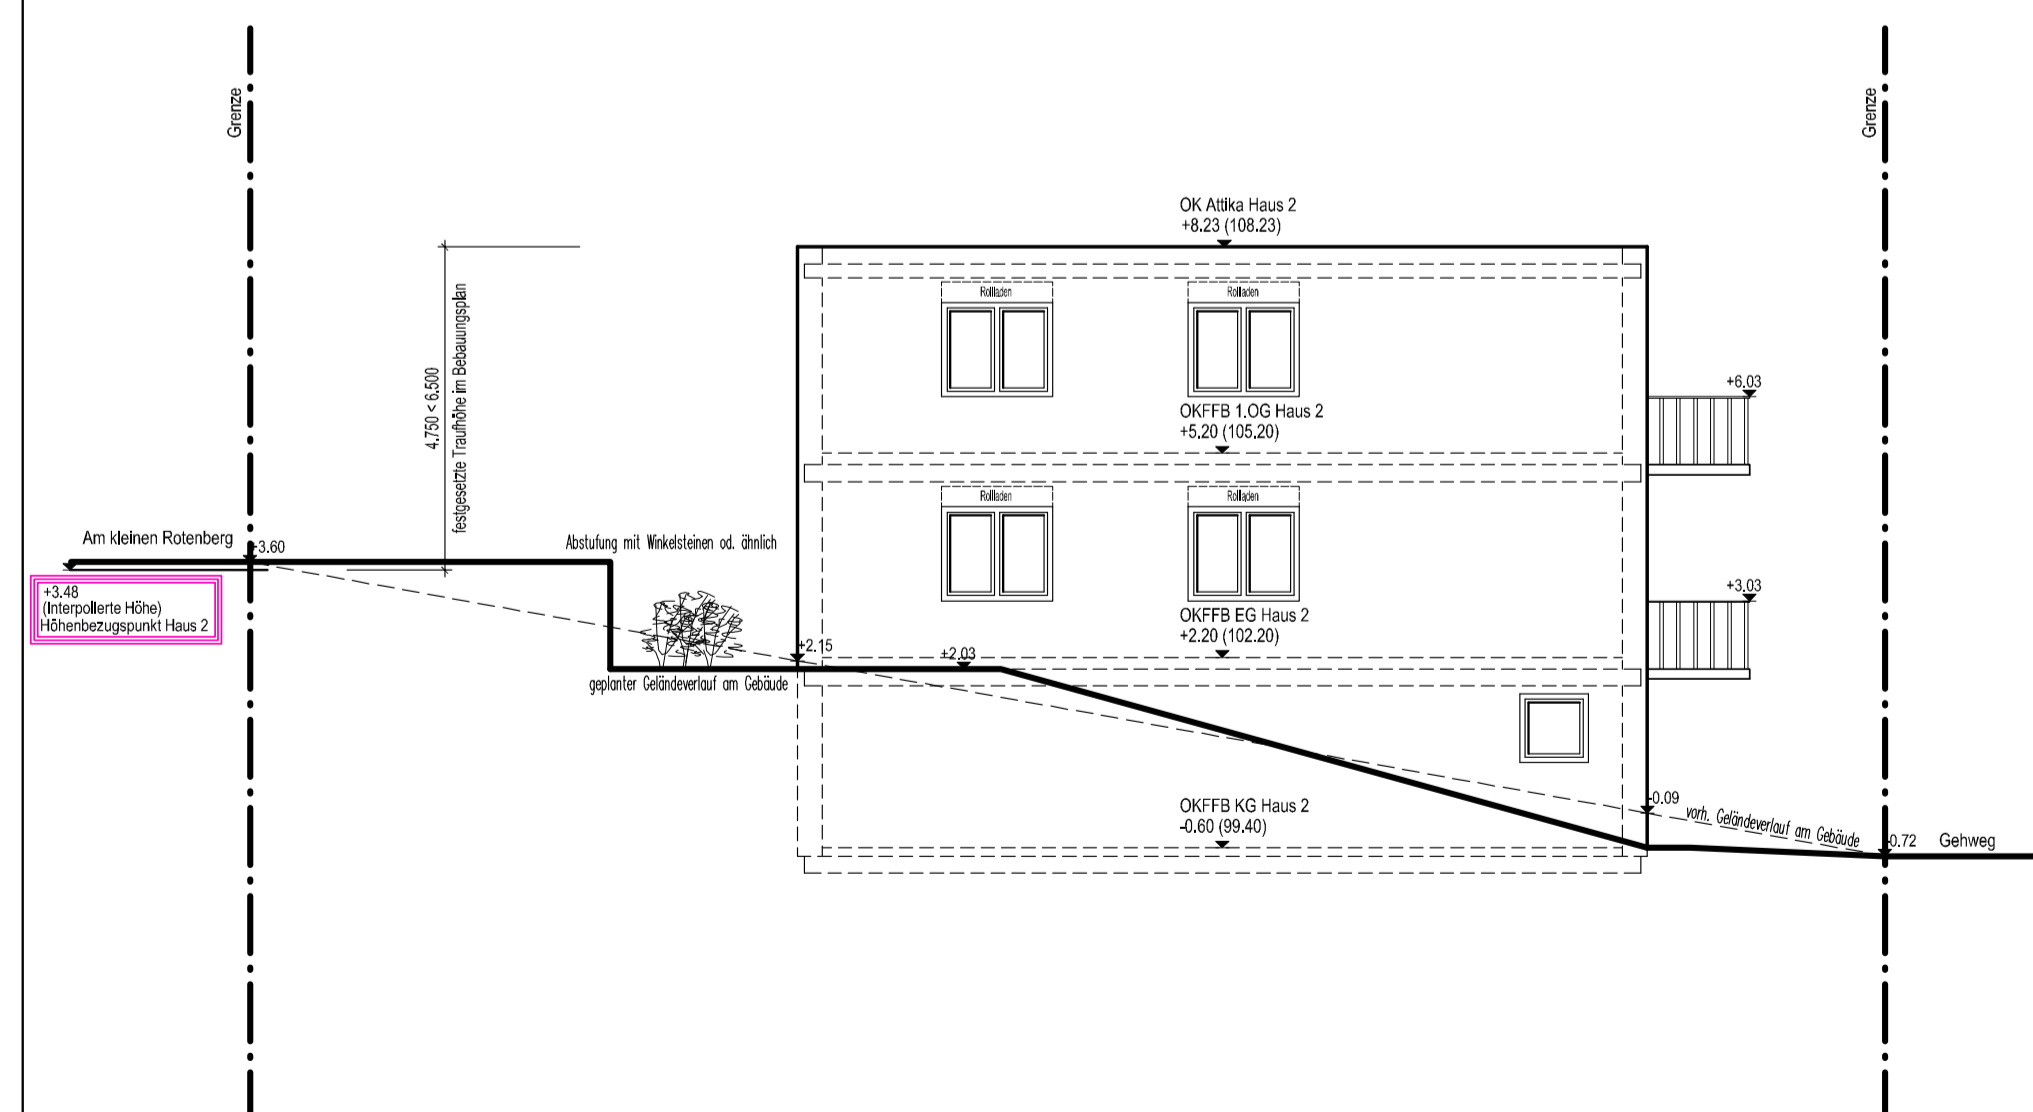 Grenze
Grenze
OK Attika Haus 2
+8.23 (108.23)
Rollladen
Rollladen
4.750 < 6.500
festgesetzte Traufhöhe im Bebauungsplan
+6.03
OKFFB 1.OG Haus 2
+5.20 (105.20)
Rollladen
Rollladen
Am kleinen Rotenberg
+3.60
Abstufung mit Winkelsteinen od. ähnlich
+3.48
(Interpolierte Höhe)
Höhenbezugspunkt Haus 2
+3.03
OKFFB EG Haus 2
+2.20 (102.20)
+2.15
+2.03
geplanter Geländeverlauf am Gebäude
OKFFB KG Haus 2
-0.60 (99.40)
-0.09
vorh. Geländeverlauf am Gebäude
-0.72
Gehweg